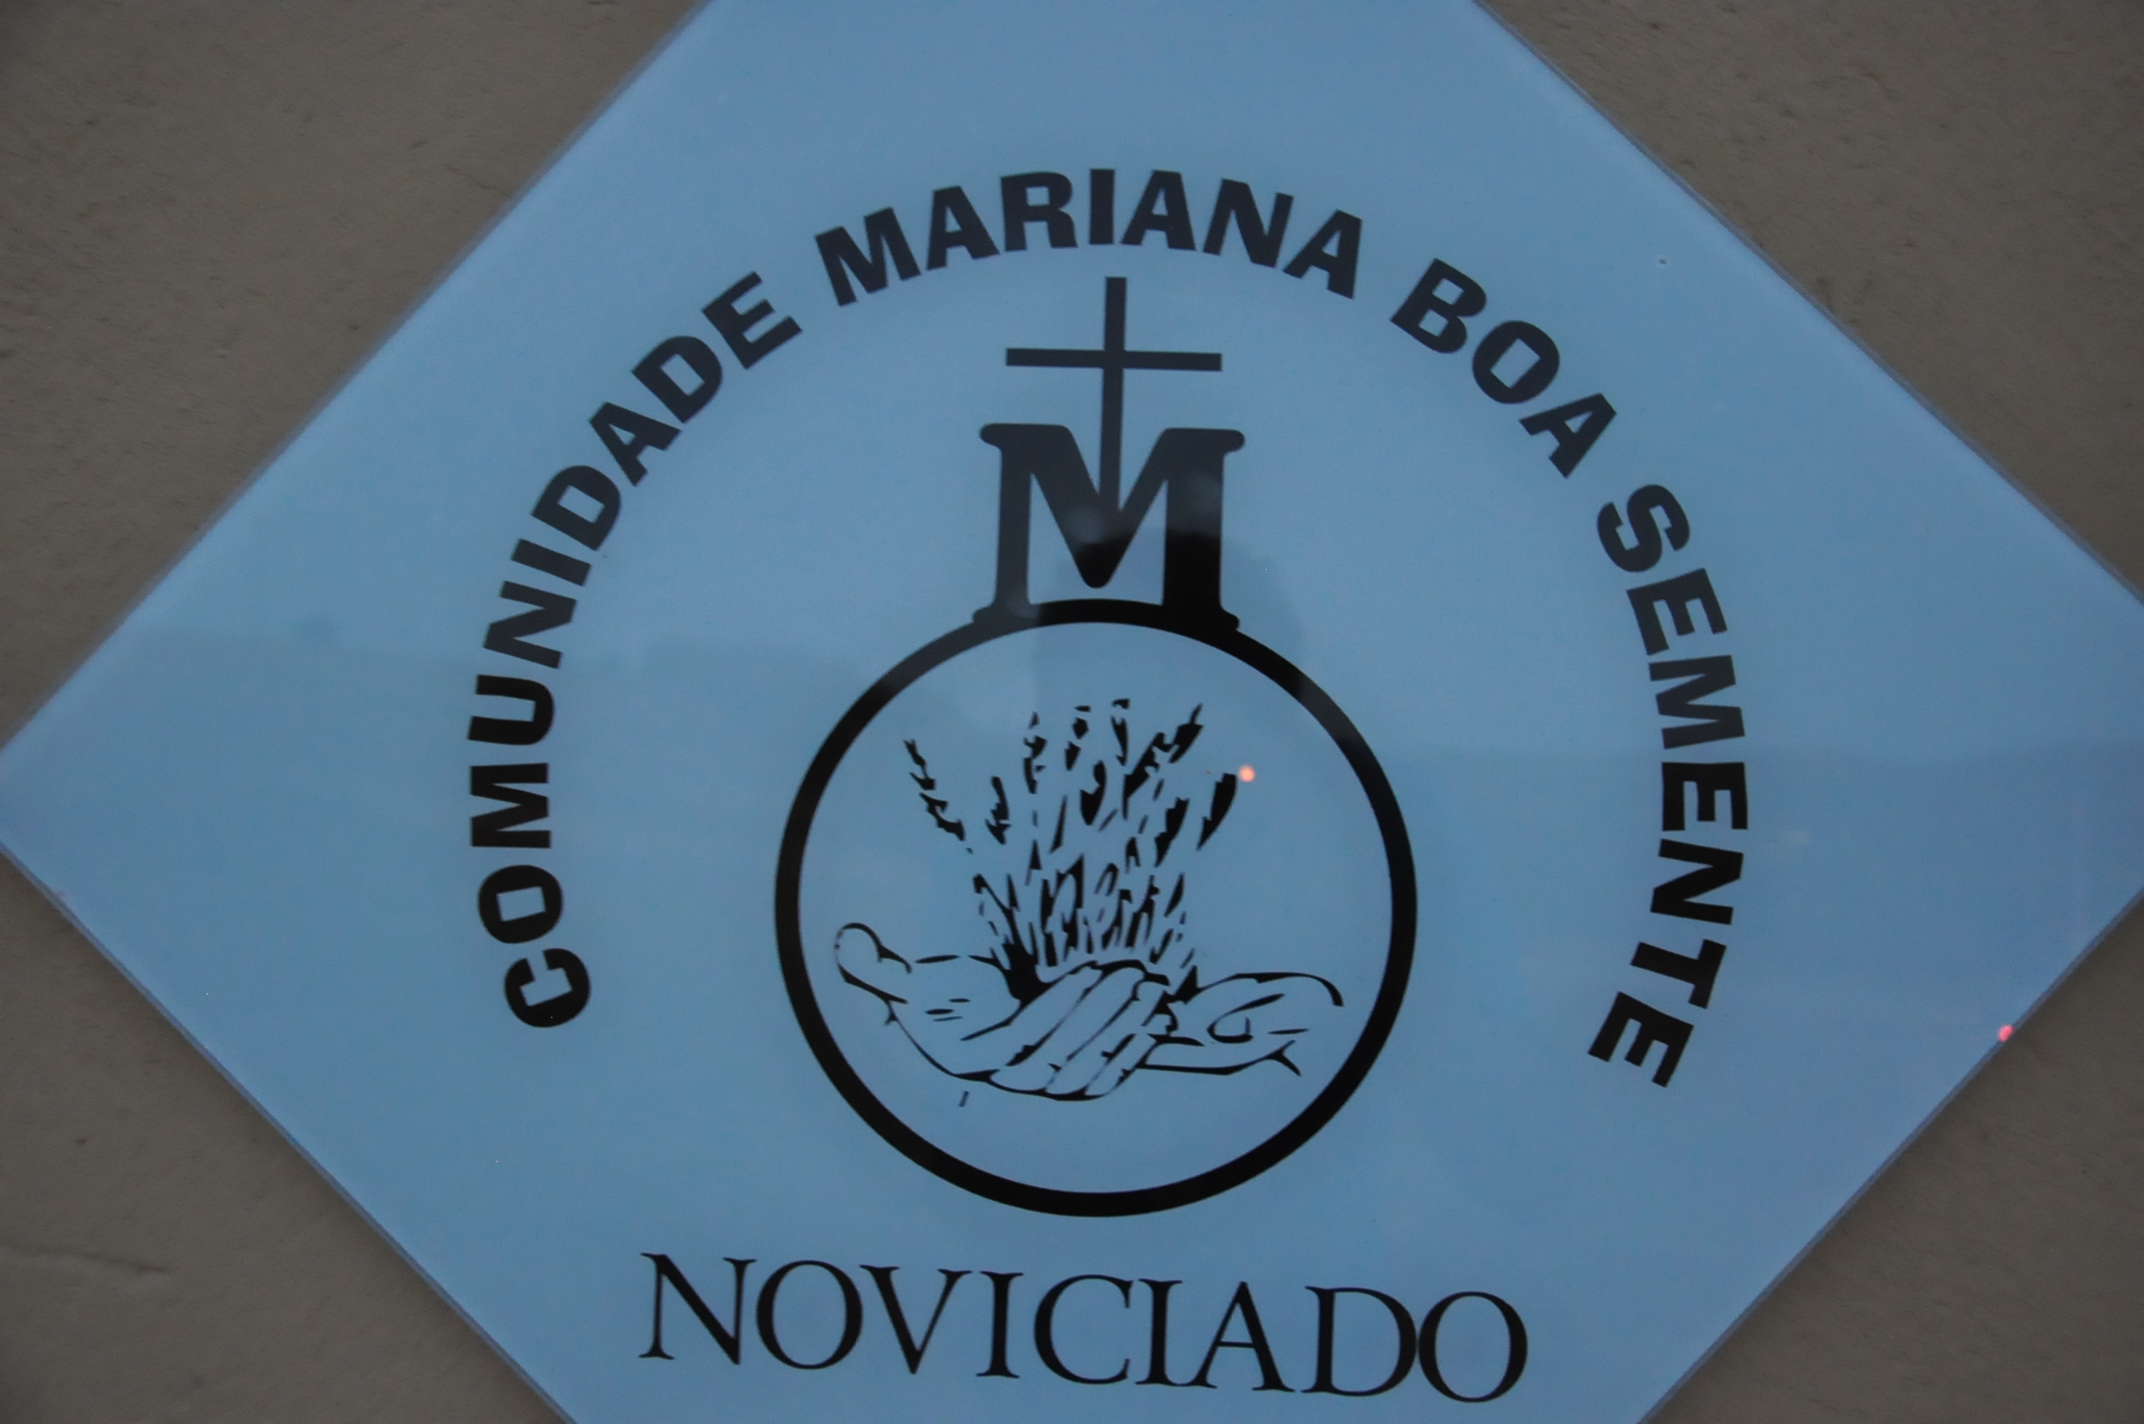 COMUNIDADE MARIANA BOA SEMENTE
M
NOVICIADO